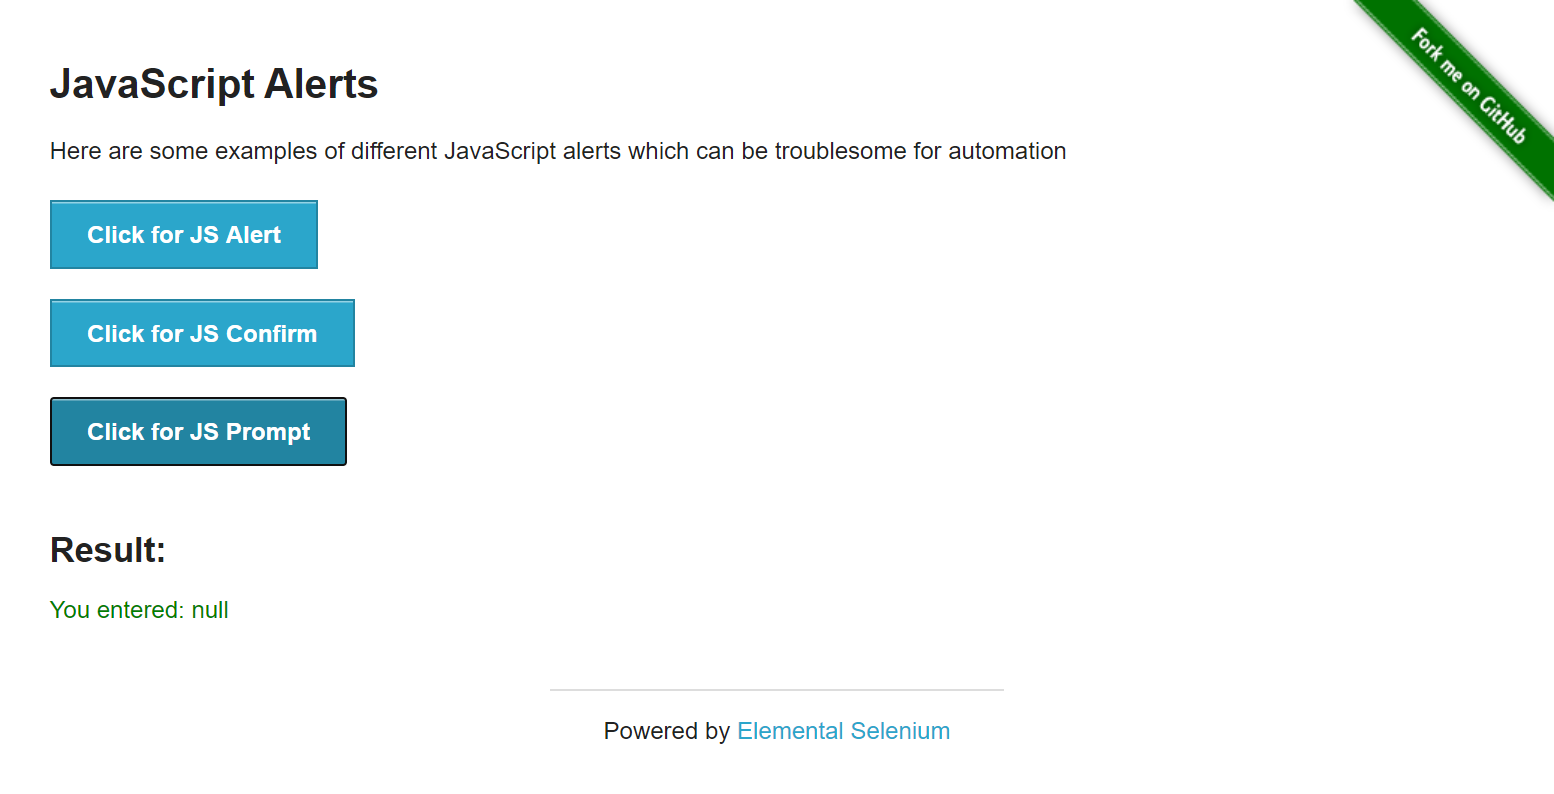 Fork me on GitHub
JavaScript Alerts
Here are some examples of different JavaScript alerts which can be troublesome for automation
Click for JS Alert
Click for JS Confirm
Click for JS Prompt
Result:
You entered: null
Powered by Elemental Selenium